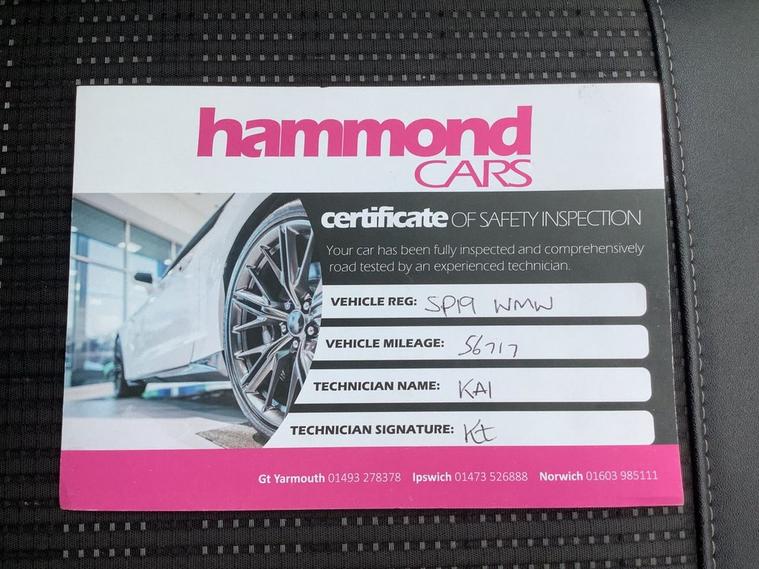 hammond
CARS
certificate OF SAFETY INSPECTION
Your car has been fully inspected and comprehensively
road tested by an experienced technician.
VEHICLE REG: SP19 WMW
VEHICLE MILEAGE: 56717
TECHNICIAN NAME: KAI
TECHNICIAN SIGNATURE: Kt
Gt Yarmouth 01493 278378 Ipswich 01473 526888 Norwich 01603 985111